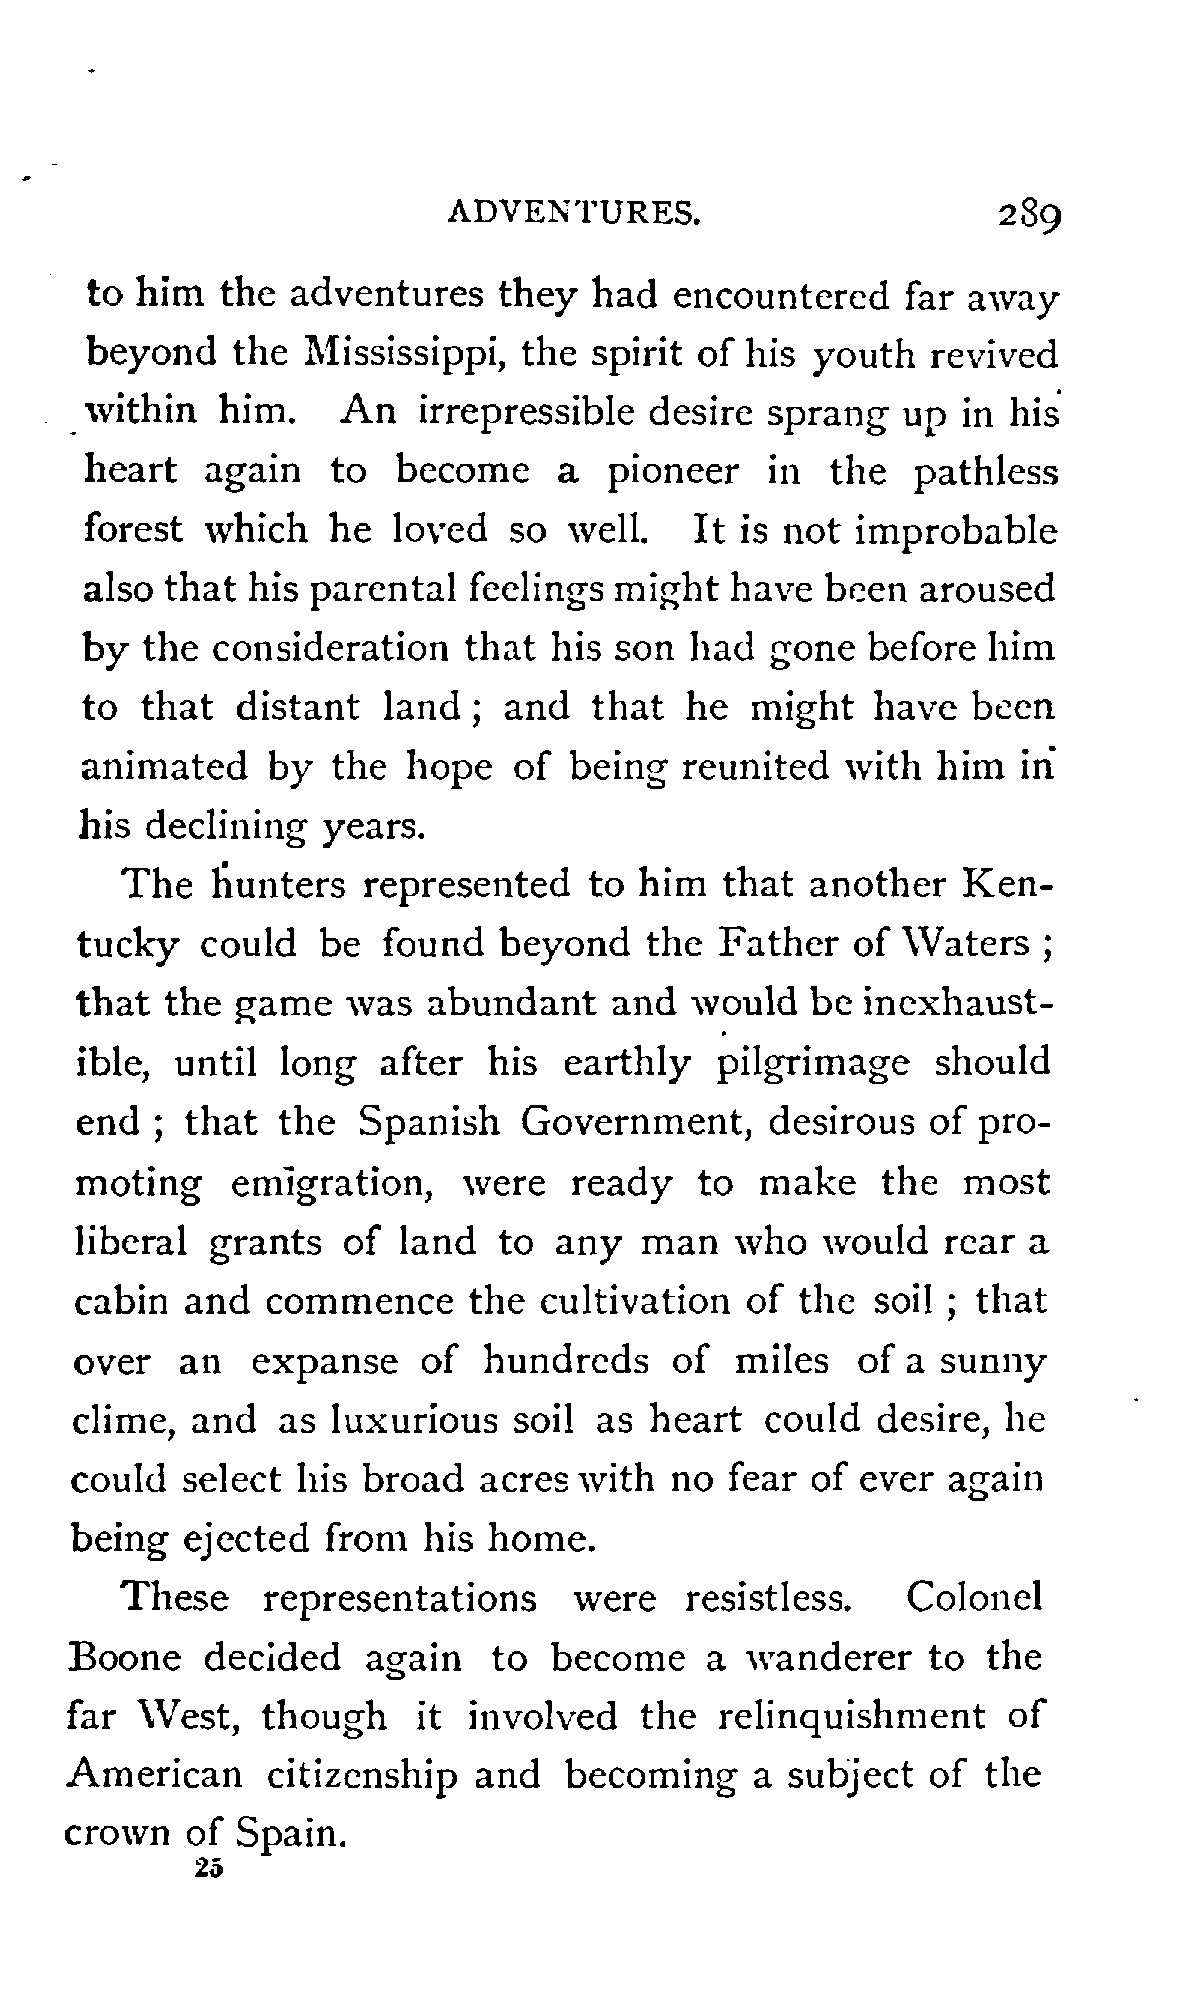 ADVENTURES. 289
to him the adventures they had encountered far away
beyond the Mississippi, the spirit of his youth revived
within him. An irrepressible desire sprang up in his
heart again to become a pioneer in the pathless
forest which he loved so well. It is not improbable
also that his parental feelings might have been aroused
by the consideration that his son had gone before him
to that distant land ; and that he might have been
animated by the hope of being reunited with him in
his declining years.
The hunters represented to him that another Ken-
tucky could be found beyond the Father of Waters ;
that the game was abundant and would be inexhaust-
ible, until long after his earthly pilgrimage should
end ; that the Spanish Government, desirous of pro-
moting emigration, were ready to make the most
liberal grants of land to any man who would rear a
cabin and commence the cultivation of the soil ; that
over an expanse of hundreds of miles of a sunny
clime, and as luxurious soil as heart could desire, he
could select his broad acres with no fear of ever again
being ejected from his home.
These representations were resistless. Colonel
Boone decided again to become a wanderer to the
far West, though it involved the relinquishment of
American citizenship and becoming a subject of the
crown of Spain.
25